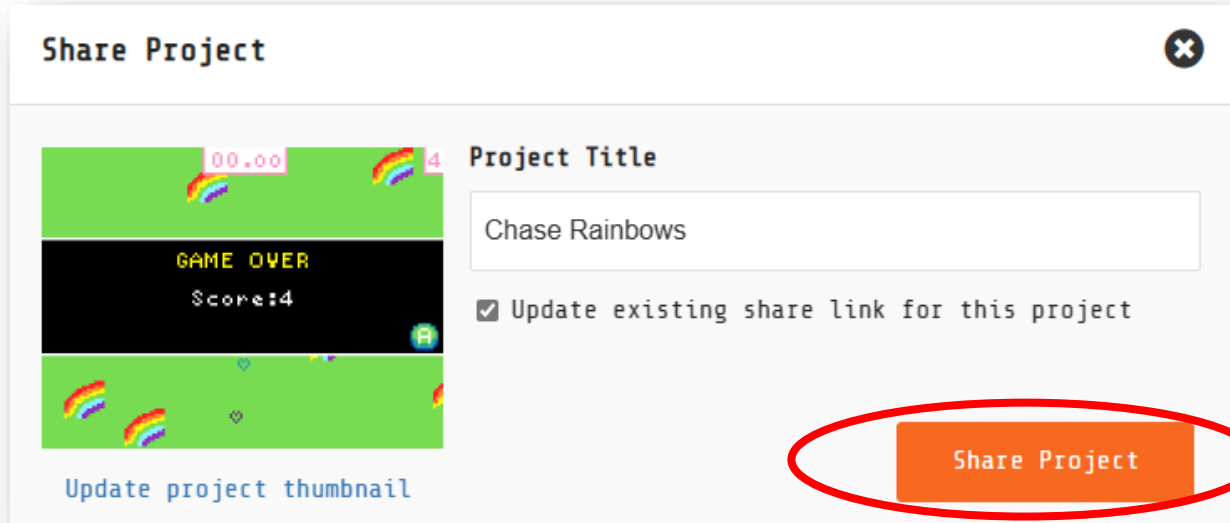 Share Project
00.oo
4
Project Title
Chase Rainbows
GAME OVER
Score:4
A
Update existing share link for this project
Share Project
Update project thumbnail